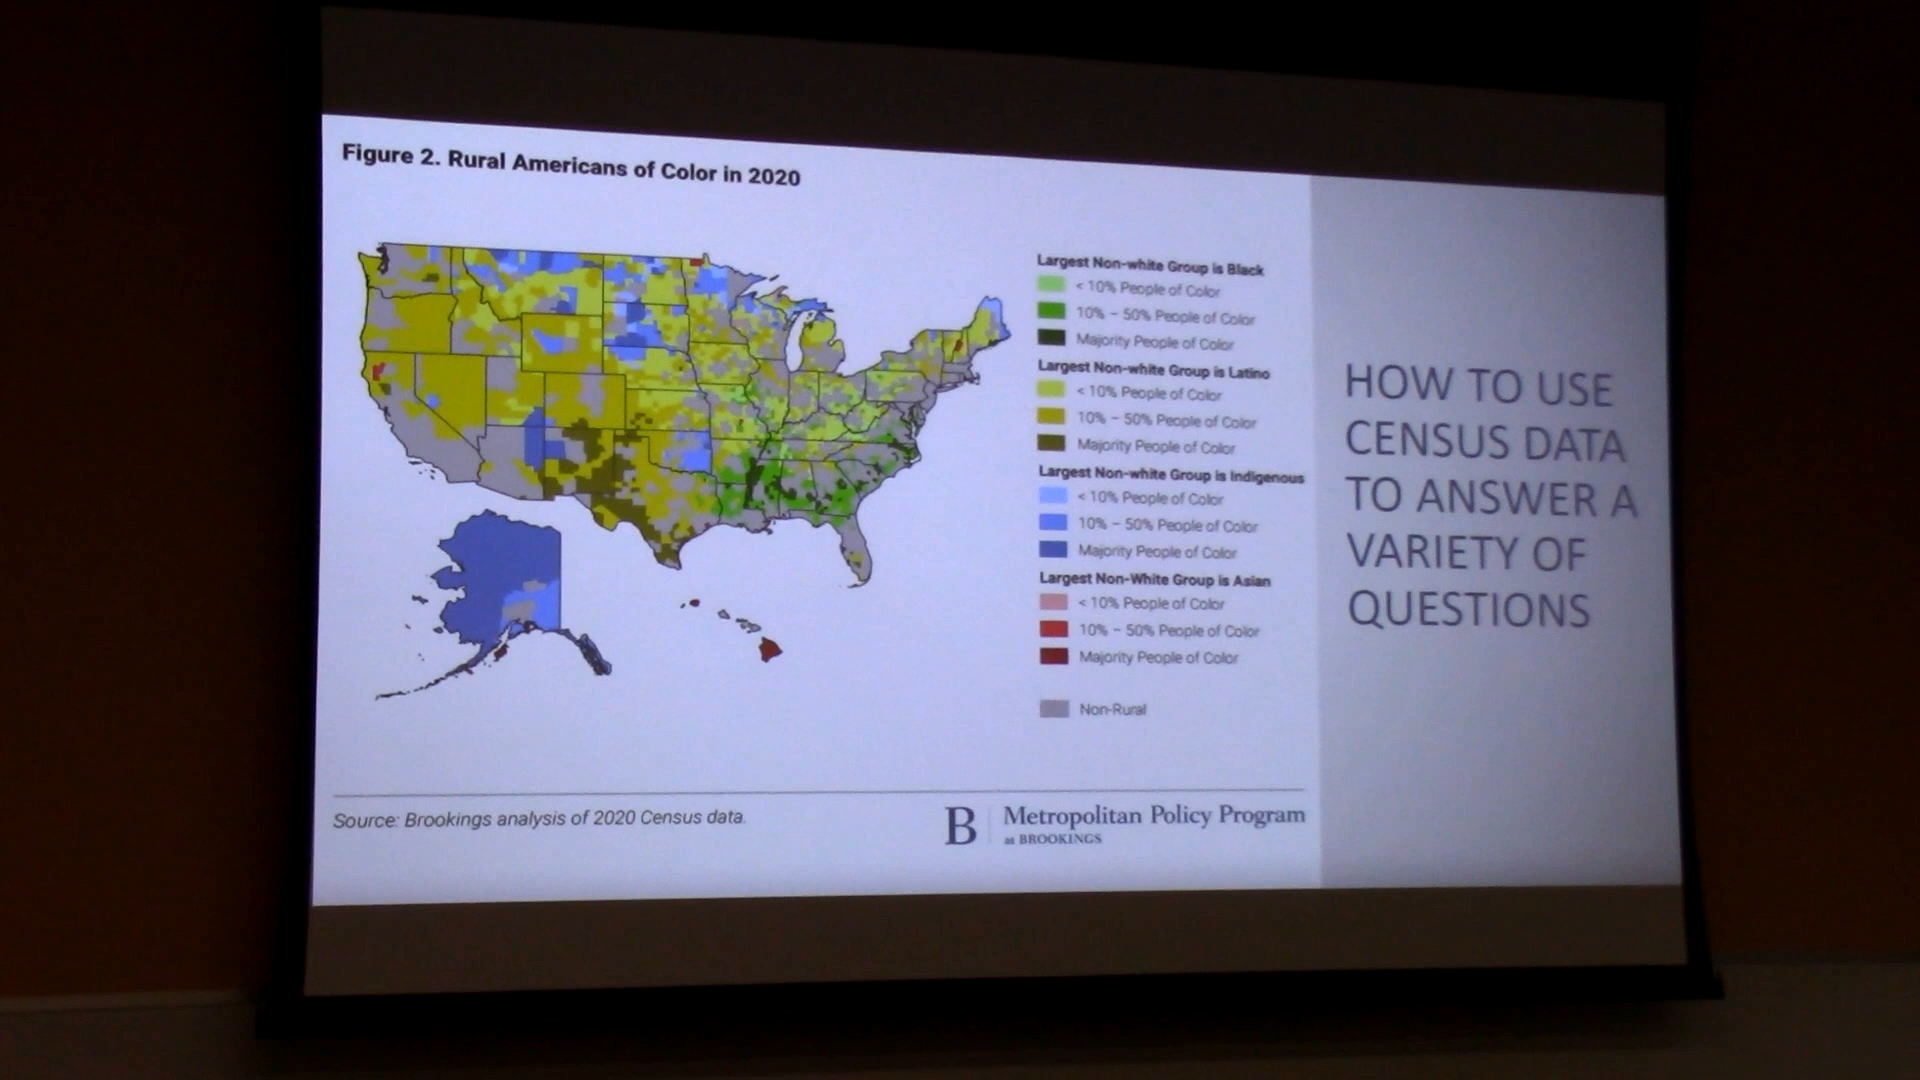 Figure 2. Rural Americans of Color in 2020
Largest Non-white Group is Black
< 10% People of Color
10% – 50% People of Color
Majority People of Color
Largest Non-white Group is Latino
< 10% People of Color
10% – 50% People of Color
Majority People of Color
Largest Non-white Group is Indigenous
< 10% People of Color
10% – 50% People of Color
Majority People of Color
Largest Non-White Group is Asian
< 10% People of Color
10% – 50% People of Color
Majority People of Color
Non-Rural
Source: Brookings analysis of 2020 Census data.
B
Metropolitan Policy Program
at BROOKINGS
HOW TO USE
CENSUS DATA
TO ANSWER A
VARIETY OF
QUESTIONS